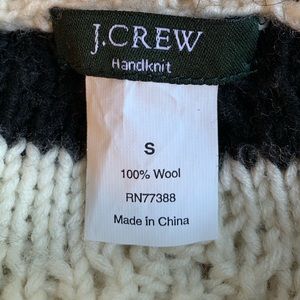 J.CREW
Handknit
S
100% Wool
RN77388
Made in China